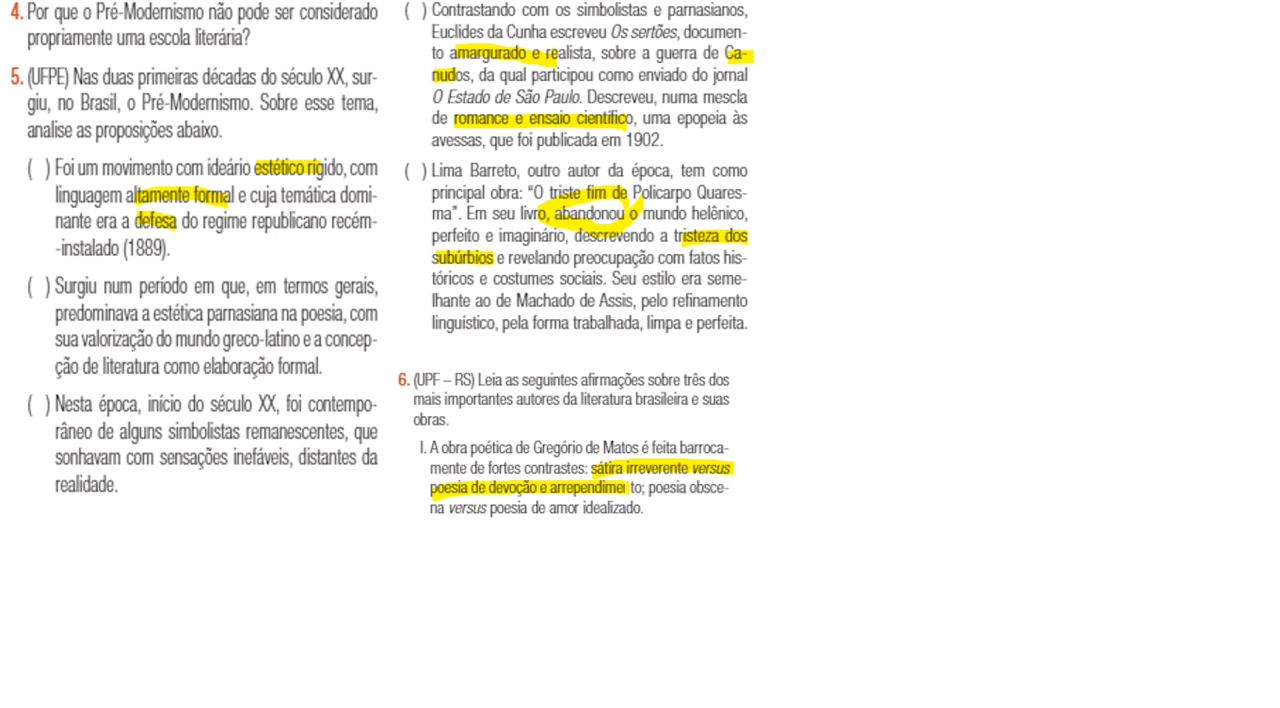 4. Por que o Pré-Modernismo não pode ser considerado
propriamente uma escola literária?
5. (UFPE) Nas duas primeiras décadas do século XX, sur-
giu, no Brasil, o Pré-Modernismo. Sobre esse tema,
analise as proposições abaixo.
( ) Foi um movimento com ideário estético rígido, com
linguagem altamente formal e cuja temática domi-
nante era a defesa do regime republicano recém-
-instalado (1889).
( ) Surgiu num período em que, em termos gerais,
predominava a estética parnasiana na poesia, com
sua valorização do mundo greco-latino e a concep-
ção de literatura como elaboração formal.
( ) Nesta época, início do século XX, foi contempo-
râneo de alguns simbolistas remanescentes, que
sonhavam com sensações inefáveis, distantes da
realidade.
( ) Contrastando com os simbolistas e parnasianos,
Euclides da Cunha escreveu Os sertões, documen-
to amargurado e realista, sobre a guerra de Ca-
nudos, da qual participou como enviado do jornal
O Estado de São Paulo. Descreveu, numa mescla
de romance e ensaio científico, uma epopeia às
avessas, que foi publicada em 1902.
( ) Lima Barreto, outro autor da época, tem como
principal obra: “O triste fim de Policarpo Quares-
ma”. Em seu livro, abandonou o mundo helênico,
perfeito e imaginário, descrevendo a tristeza dos
subúrbios e revelando preocupação com fatos his-
tóricos e costumes sociais. Seu estilo era seme-
lhante ao de Machado de Assis, pelo refinamento
linguístico, pela forma trabalhada, limpa e perfeita.
6. (UPF – RS) Leia as seguintes afirmações sobre três dos
mais importantes autores da literatura brasileira e suas
obras.
I. A obra poética de Gregório de Matos é feita barroca-
mente de fortes contrastes: sátira irreverente versus
poesia de devoção e arrependimento; poesia obsce-
na versus poesia de amor idealizado.